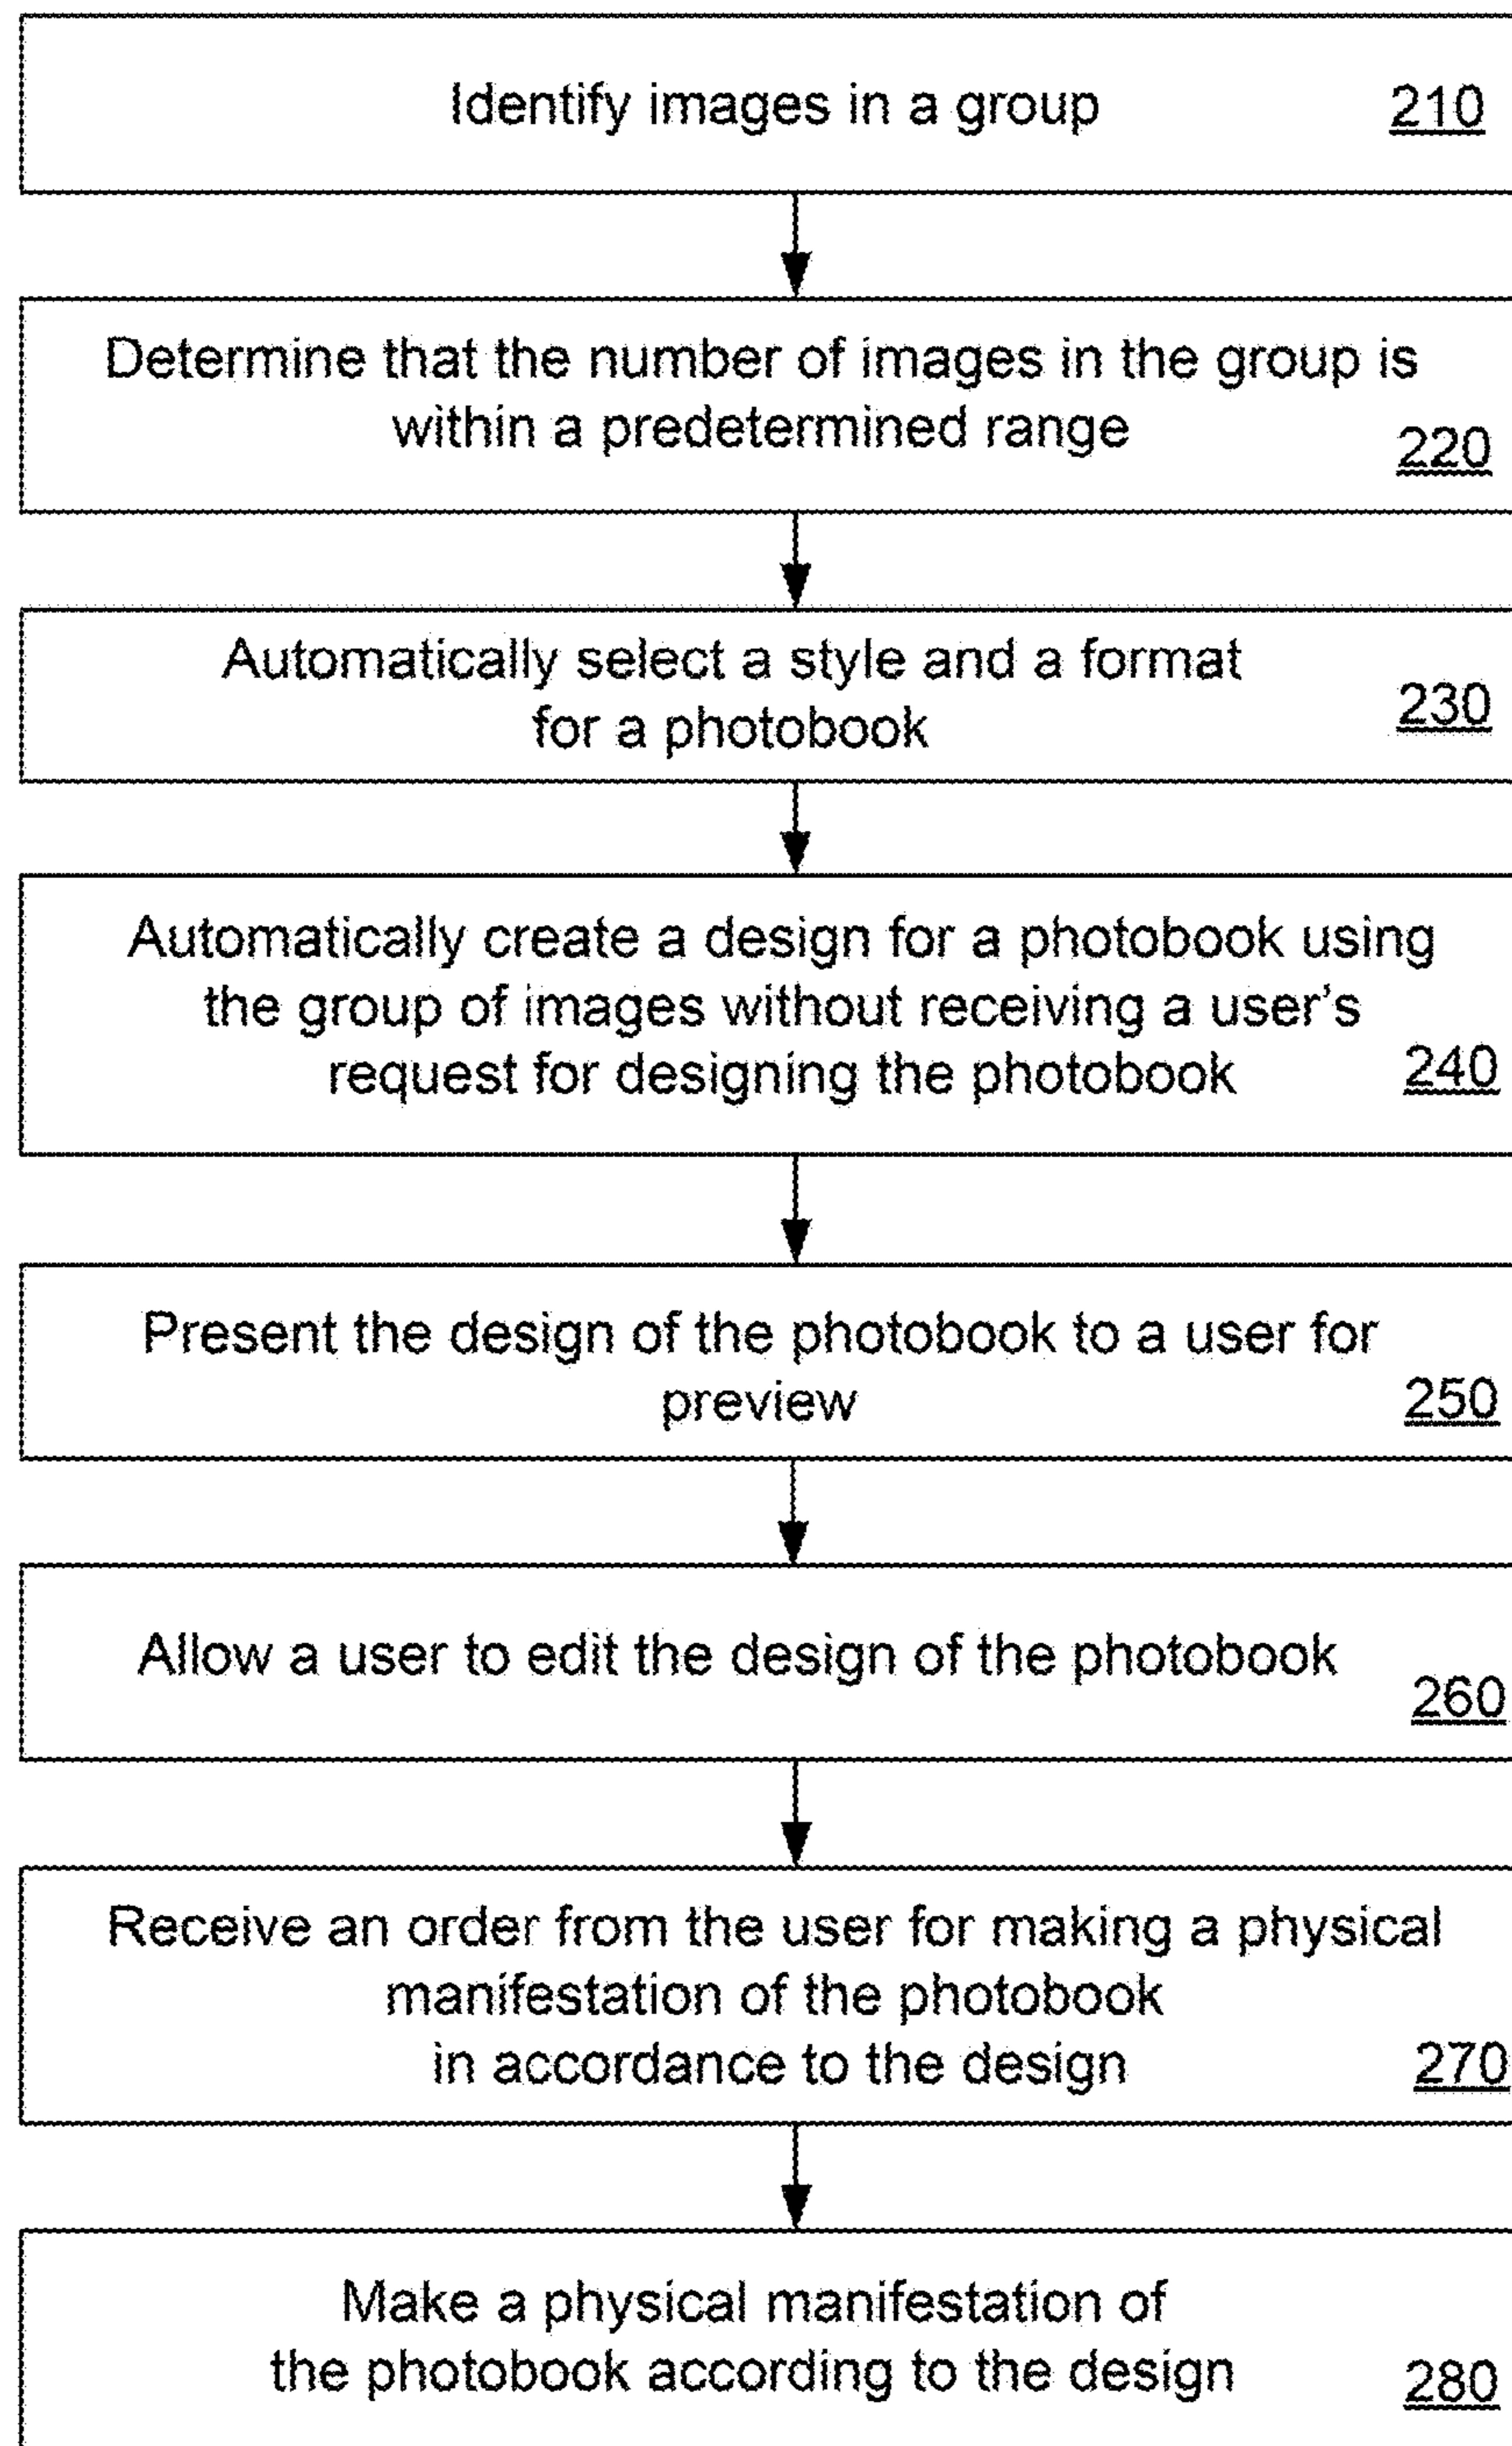 Identify images in a group
210
Determine that the number of images in the group is
within a predetermined range
220
Automatically select a style and a format
for a photobook
230
Automatically create a design for a photobook using
the group of images without receiving a user's
request for designing the photobook
240
Present the design of the photobook to a user for
preview
250
Allow a user to edit the design of the photobook
260
Receive an order from the user for making a physical
manifestation of the photobook
in accordance to the design
270
Make a physical manifestation of
the photobook according to the design
280